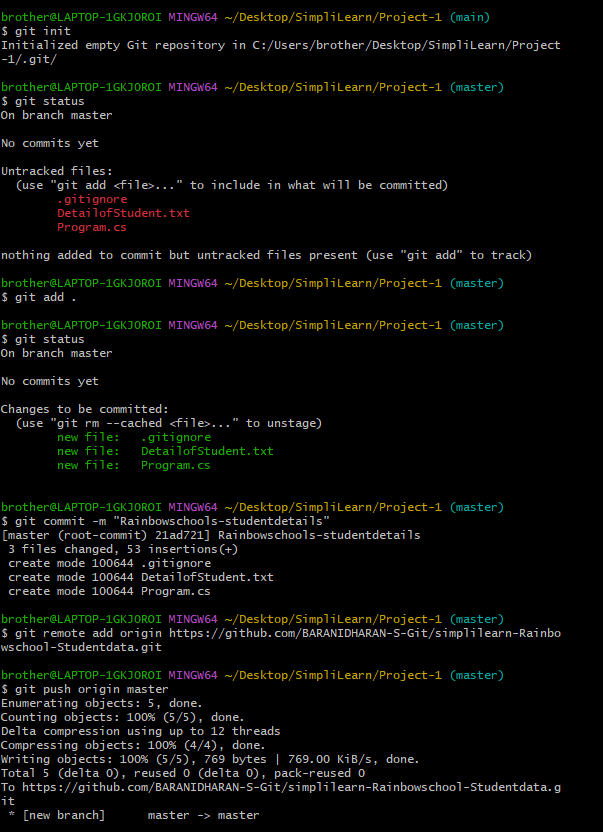 brother@LAPTOP-1GKJOROI MINGW64 ~/Desktop/SimpliLearn/Project-1 (main)
$ git init
Initialized empty Git repository in C:/Users/brother/Desktop/SimpliLearn/Project
-1/.git/
brother@LAPTOP-1GKJOROI MINGW64 ~/Desktop/SimpliLearn/Project-1 (master)
$ git status
On branch master
No commits yet
Untracked files:
  (use "git add <file>..." to include in what will be committed)
        .gitignore
        DetailofStudent.txt
        Program.cs
nothing added to commit but untracked files present (use "git add" to track)
brother@LAPTOP-1GKJOROI MINGW64 ~/Desktop/SimpliLearn/Project-1 (master)
$ git add .
brother@LAPTOP-1GKJOROI MINGW64 ~/Desktop/SimpliLearn/Project-1 (master)
$ git status
On branch master
No commits yet
Changes to be committed:
  (use "git rm --cached <file>..." to unstage)
        new file:   .gitignore
        new file:   DetailofStudent.txt
        new file:   Program.cs
brother@LAPTOP-1GKJOROI MINGW64 ~/Desktop/SimpliLearn/Project-1 (master)
$ git commit -m "Rainbowschools-studentdetails"
[master (root-commit) 21ad721] Rainbowschools-studentdetails
 3 files changed, 53 insertions(+)
 create mode 100644 .gitignore
 create mode 100644 DetailofStudent.txt
 create mode 100644 Program.cs
brother@LAPTOP-1GKJOROI MINGW64 ~/Desktop/SimpliLearn/Project-1 (master)
$ git remote add origin https://github.com/BARANIDHARAN-S-Git/simplilearn-Rainbo
wschool-Studentdata.git
brother@LAPTOP-1GKJOROI MINGW64 ~/Desktop/SimpliLearn/Project-1 (master)
$ git push origin master
Enumerating objects: 5, done.
Counting objects: 100% (5/5), done.
Delta compression using up to 12 threads
Compressing objects: 100% (4/4), done.
Writing objects: 100% (5/5), 769 bytes | 769.00 KiB/s, done.
Total 5 (delta 0), reused 0 (delta 0), pack-reused 0
To https://github.com/BARANIDHARAN-S-Git/simplilearn-Rainbowschool-Studentdata.g
it
 * [new branch]      master -> master